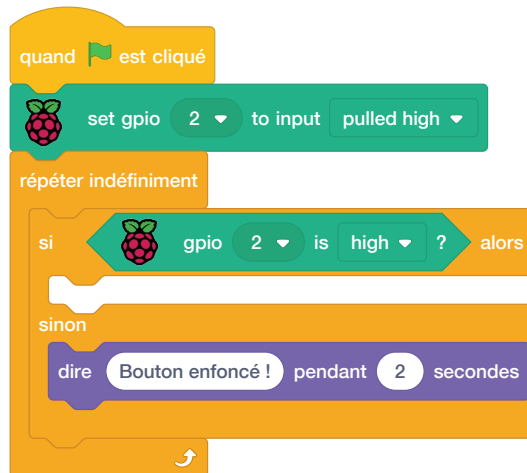 quand est cliqué
set gpio 2 to input pulled high
répéter indéfiniment
si gpio 2 is high ? alors
sinon
dire Bouton enfoncé ! pendant 2 secondes